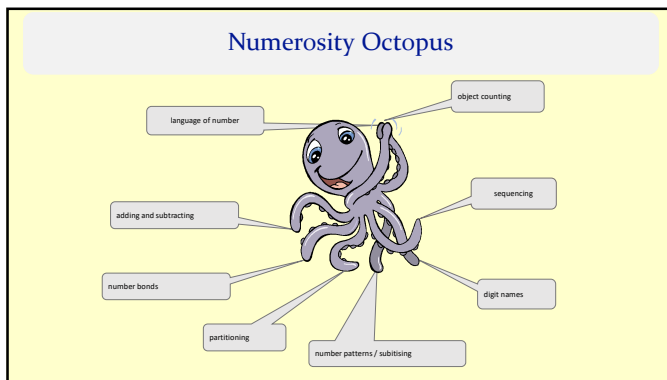 Numerosity Octopus
object counting
language of number
sequencing
adding and subtracting
number bonds
digit names
partitioning
number patterns / subitising